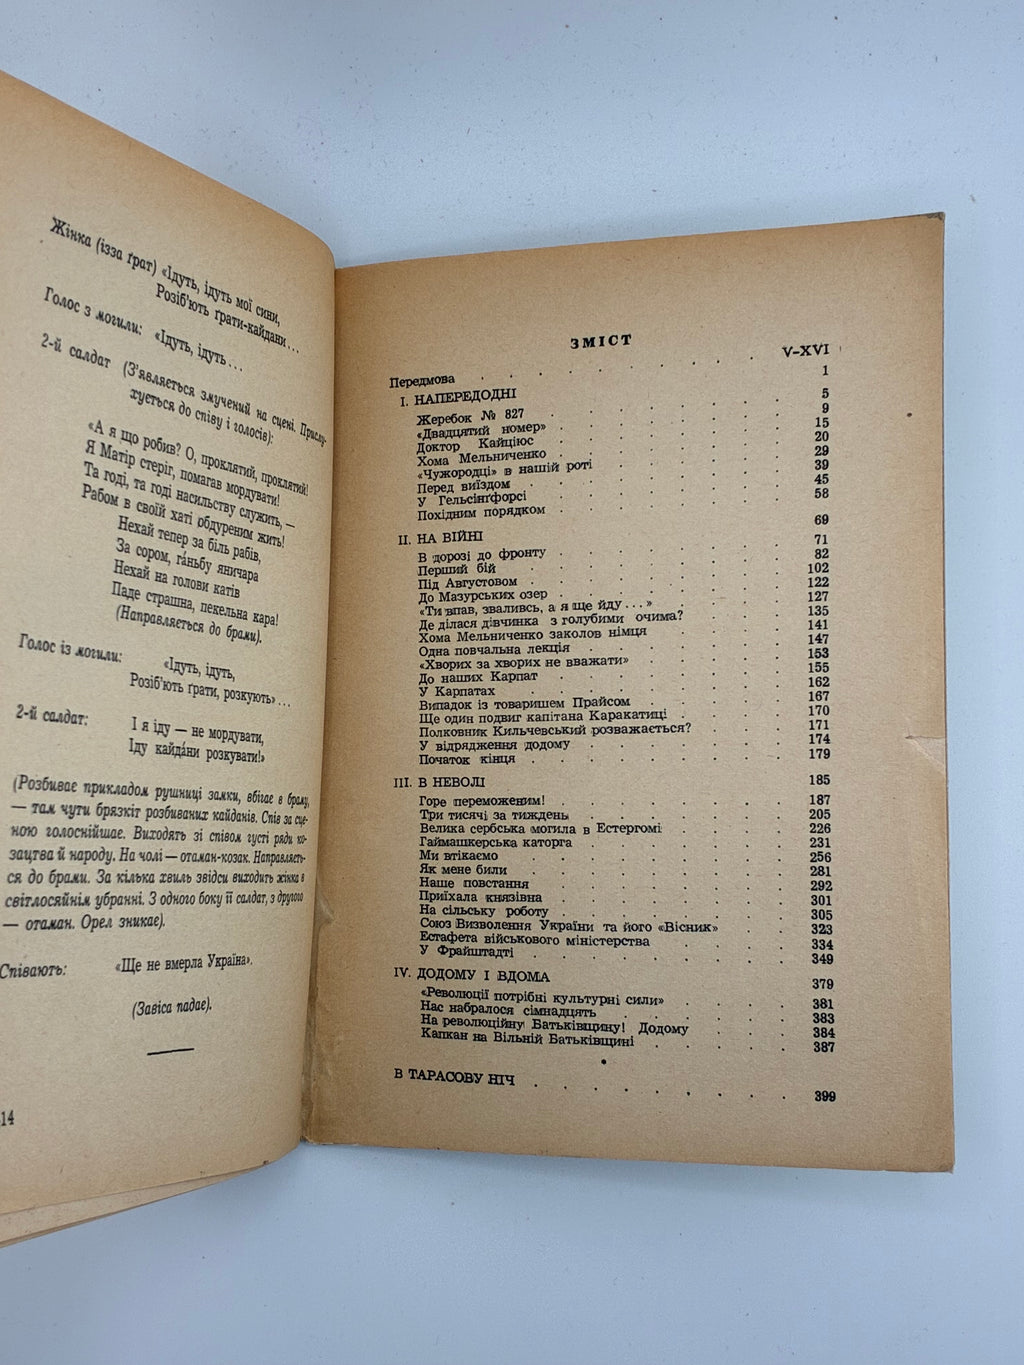 Жінка (ізза ґрат) «Ідуть, ідуть мої сини,
Розіб'ють ґрати-кайдани...
Голос з могили: «Ідуть, ідуть...
2-й салдат (З'являється змучений на сцені. Прислу-
хується до співу і голосів):
«А я що робив? О, проклятий, проклятий!
Я Матір стеріг, помагав мордувати!
Та годі, та годі насильству служить, —
Рабом в своїй хаті обдуреним жить!
Нехай тепер за біль рабів,
За сором, ганьбу яничара
Нехай на голови катів
Паде страшна, пекельна кара!
(Направляється до брами).
Голос із могили: «Ідуть, ідуть,
Розіб'ють ґрати, розкують»...
2-й салдат: І я іду — не мордувати,
Іду кайдани розкувати!»
(Розбиває прикладом рушниці замки, вбігає в браму,
— там чути брязкіт розбиваних кайданів. Спів за сце-
ною голоснійшає. Виходять зі співом густі ряди ко-
зацтва й народу. На чолі — отаман-козак. Направляєть-
ся до брами. За кілька хвиль звідси виходить жінка в
світлосяйнім убранні. З одного боку її салдат, з другого
— отаман. Орел зникає).
Співають: «Ще не вмерла Україна».
(Завіса падає).
14
ЗМІСТ
Передмова . . . . . . . . V–XVI
I. НАПЕРЕДОДНІ 1
Жеребок № 827 . . . . . . 5
«Двадцятий номер» . . . . . . 9
Доктор Кайціюс . . . . . . 15
Хома Мельниченко . . . . . . 20
«Чужородці» в нашій роті . . . . . 29
Перед виїздом . . . . . . 39
У Гельсінґфорсі . . . . . . 45
Похідним порядком . . . . . . 58
II. НА ВІЙНІ 69
В дорозі до фронту . . . . . . 71
Перший бій . . . . . . 82
Під Августовом . . . . . . 102
До Мазурських озер . . . . . . 122
«Ти впав, зваливсь, а я ще йду...» . . . . 127
Де ділася дівчинка з голубими очима? . . . 135
Хома Мельниченко заколов німця . . . . 141
Одна повчальна лекція . . . . . 147
«Хворих за хворих не вважати» . . . . 153
До наших Карпат . . . . . . 155
У Карпатах . . . . . . 162
Випадок із товаришем Прайсом . . . . 167
Ще один подвиг капітана Каракатиці . . . 170
Полковник Кильчевський розважається? . . . 171
У відрядження додому . . . . . 174
Початок кінця . . . . . . 179
III. В НЕВОЛІ 185
Горе переможеним! . . . . . . 187
Три тисячі за тиждень . . . . . 205
Велика сербська могила в Естергомі . . . . 226
Гаймашкерська каторга . . . . . 231
Ми втікаємо . . . . . . 256
Як мене били . . . . . . 281
Наше повстання . . . . . . 292
Приїхала князівна . . . . . . 301
На сільську роботу . . . . . . 305
Союз Визволення України та його «Вісник» . . 323
Естафета військового міністерства . . . . 334
У Фрайштадті . . . . . . 349
IV. ДОДОМУ І ВДОМА 379
«Революції потрібні культурні сили» . . . . 381
Нас набралося сімнадцять . . . . . 383
На революційну Батьківщину! Додому . . . 384
Капкан на Вільній Батьківщині . . . . 387
В ТАРАСОВУ НІЧ . . . . . . 399